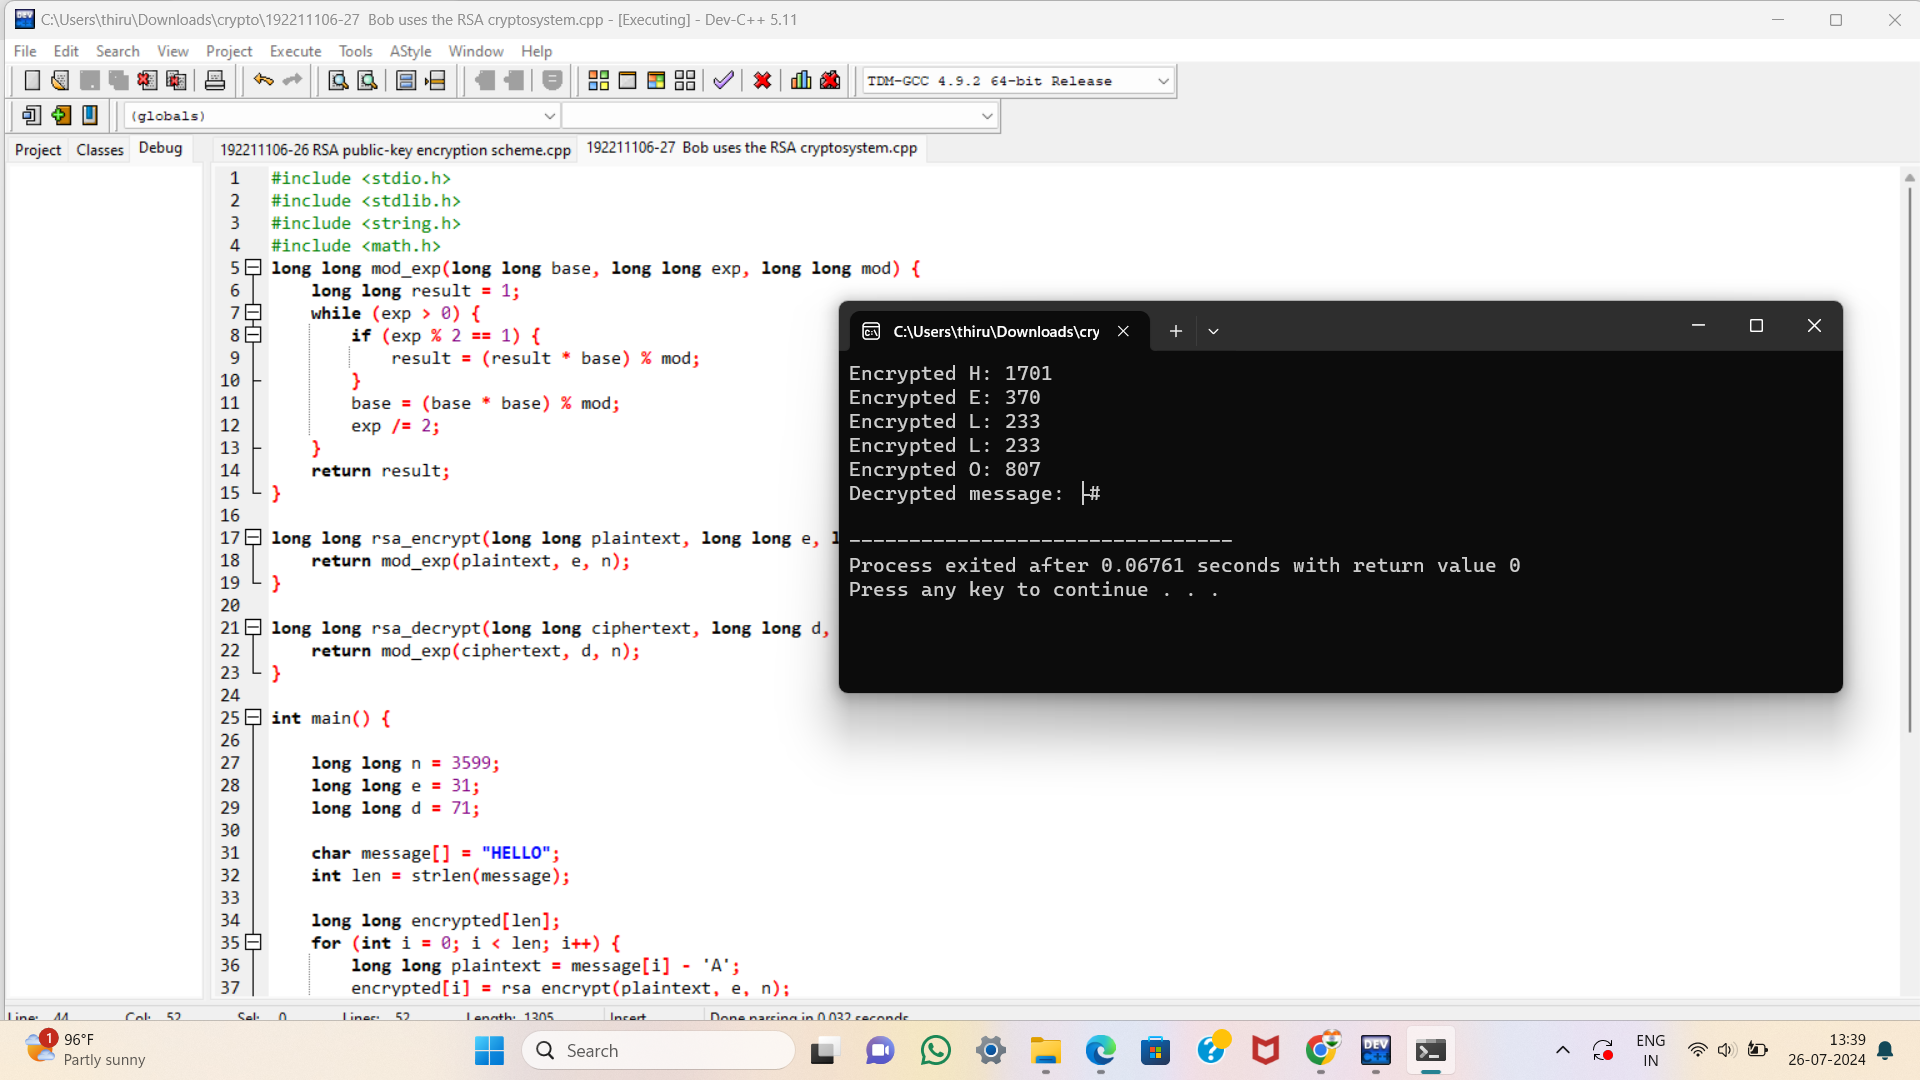 C:\Users\thiru\Downloads\crypto\192211106-27  Bob uses the RSA cryptosystem.cpp - [Executing] - Dev-C++ 5.11
File Edit Search View Project Execute Tools AStyle Window Help
TDM-GCC 4.9.2 64-bit Release
(globals)
Project Classes Debug
192211106-26 RSA public-key encryption scheme.cpp 192211106-27  Bob uses the RSA cryptosystem.cpp
1 #include <stdio.h>
2 #include <stdlib.h>
3 #include <string.h>
4 #include <math.h>
5 long long mod_exp(long long base, long long exp, long long mod) {
6     long long result = 1;
7     while (exp > 0) {
8         if (exp % 2 == 1) {
9             result = (result * base) % mod;
10         }
11         base = (base * base) % mod;
12         exp /= 2;
13     }
14     return result;
15 }
16
17 long long rsa_encrypt(long long plaintext, long long e, l
18     return mod_exp(plaintext, e, n);
19 }
20
21 long long rsa_decrypt(long long ciphertext, long long d,
22     return mod_exp(ciphertext, d, n);
23 }
24
25 int main() {
26
27     long long n = 3599;
28     long long e = 31;
29     long long d = 71;
30
31     char message[] = "HELLO";
32     int len = strlen(message);
33
34     long long encrypted[len];
35     for (int i = 0; i < len; i++) {
36         long long plaintext = message[i] - 'A';
37         encrypted[i] = rsa_encrypt(plaintext, e, n);
C:\Users\thiru\Downloads\cry
Encrypted H: 1701
Encrypted E: 370
Encrypted L: 233
Encrypted L: 233
Encrypted O: 807
Decrypted message: ├#
--------------------------------
Process exited after 0.06761 seconds with return value 0
Press any key to continue . . .
Line: 44 Col: 52 Sel: 0 Lines: 52 Length: 1305 Insert Done parsing in 0.032 seconds
1
96°F
Partly sunny
Search
DEV
C++
ENG
IN
13:39
26-07-2024